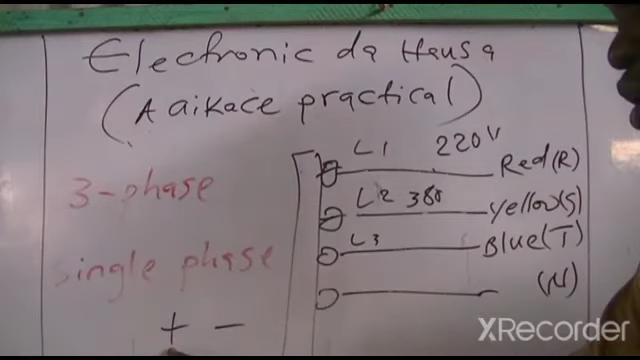 Electronic da Hausa
(A aikace practical)
L1 220V Red(R)
3-phase
L2 380 Yellow(S)
L3 Blue(T)
single phase
(N)
+ -
XRecorder